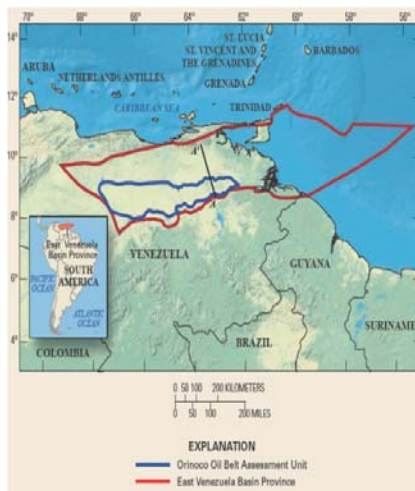 70° 68° 66° 64° 62° 60° 58° 56°
14°
ST. LUCIA
ST. VINCENT AND
THE GRENADINES
BARBADOS
ARUBA
NETHERLANDS ANTILLES
GRENADA
12°
CARIBBEAN SEA
TRINIDAD
10°
8°
East Venezuela
Basin Province
VENEZUELA
GUYANA
6°
PACIFIC
OCEAN
SOUTH
AMERICA
ATLANTIC
OCEAN
SURINAME
4°
COLOMBIA
BRAZIL
0 50 100 200 KILOMETERS
0 50 100 200 MILES
EXPLANATION
Orinoco Oil Belt Assessment Unit
East Venezuela Basin Province